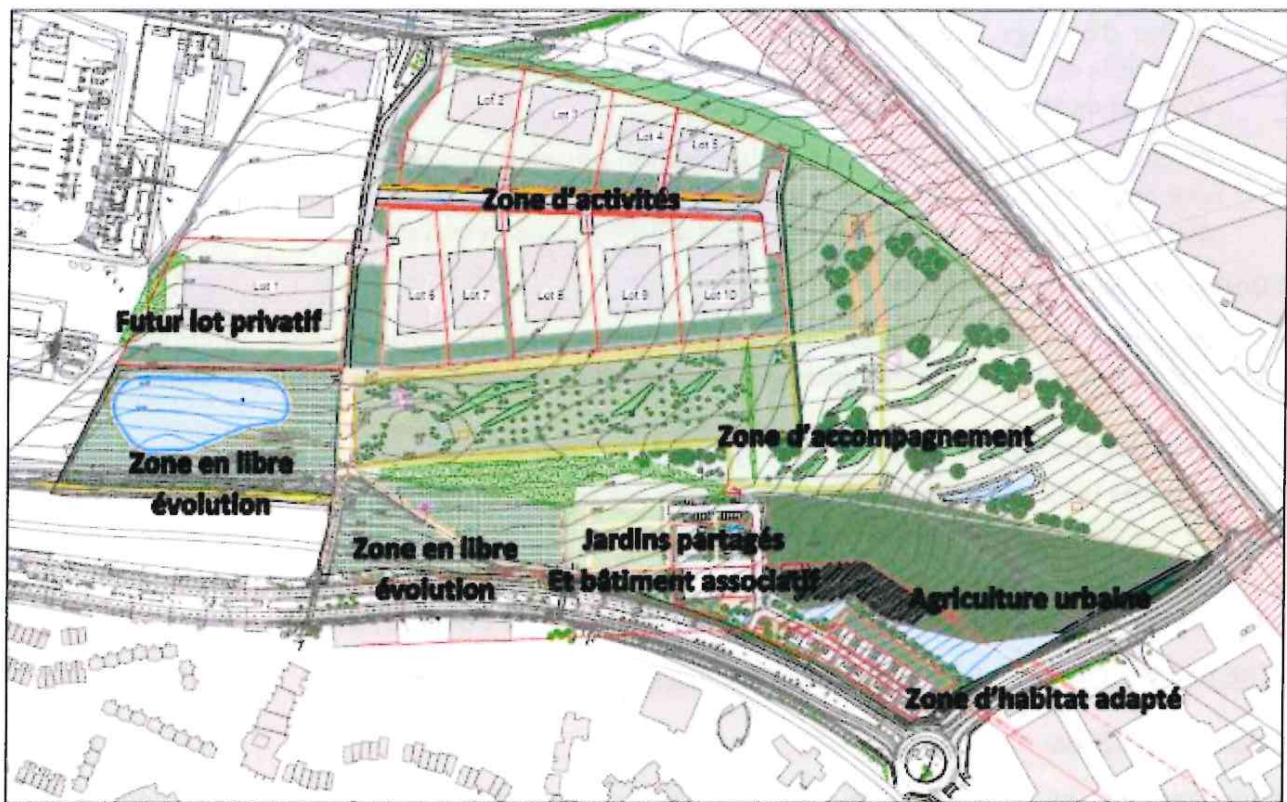 Lot 2
Lot 3
Lot 4
Lot 5
Zone d'activités
Lot 1
Lot 6
Lot 7
Lot 8
Lot 9
Lot 10
Futur lot privatif
Zone d'accompagnement
Zone en libre
évolution
Zone en libre
évolution
Jardins partagés
Et bâtiment associatif
Agriculture urbaine
Zone d'habitat adapté